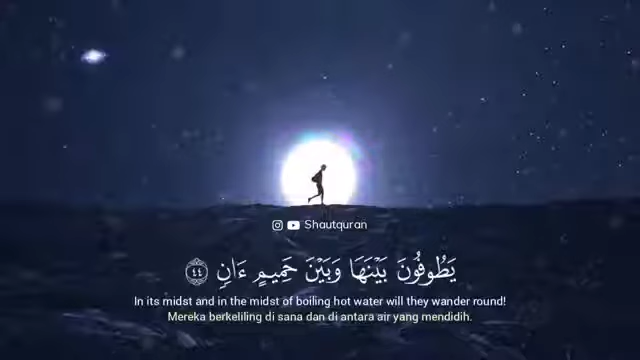 Shautquran
يَطُوفُونَ بَيْنَهَا وَبَيْنَ حَمِيمٍ ءَانٍ ٤٤
In its midst and in the midst of boiling hot water will they wander round!
Mereka berkeliling di sana dan di antara air yang mendidih.